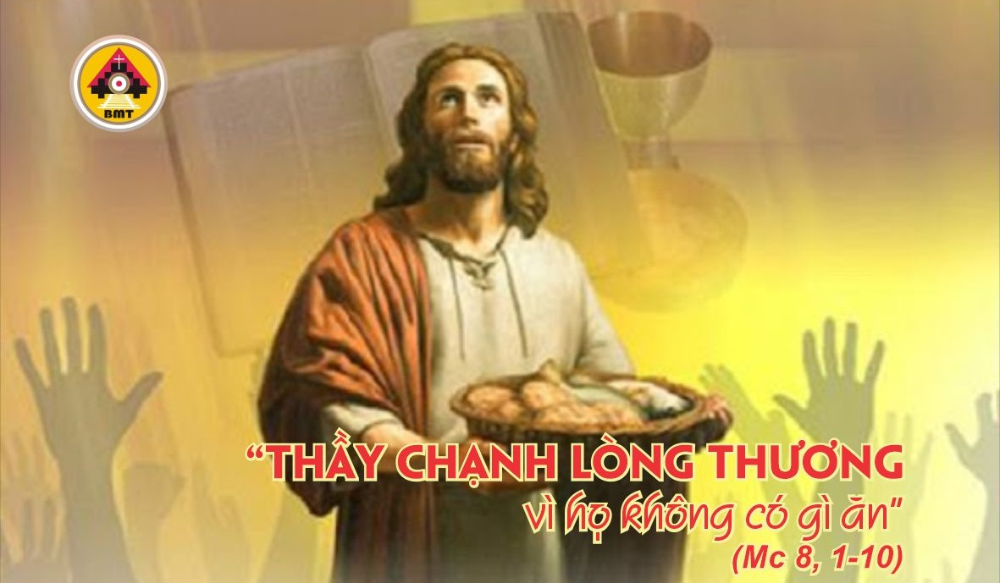 BMT
“THẦY CHẠNH LÒNG THƯƠNG
vì họ không có gì ăn”
(Mc 8, 1-10)